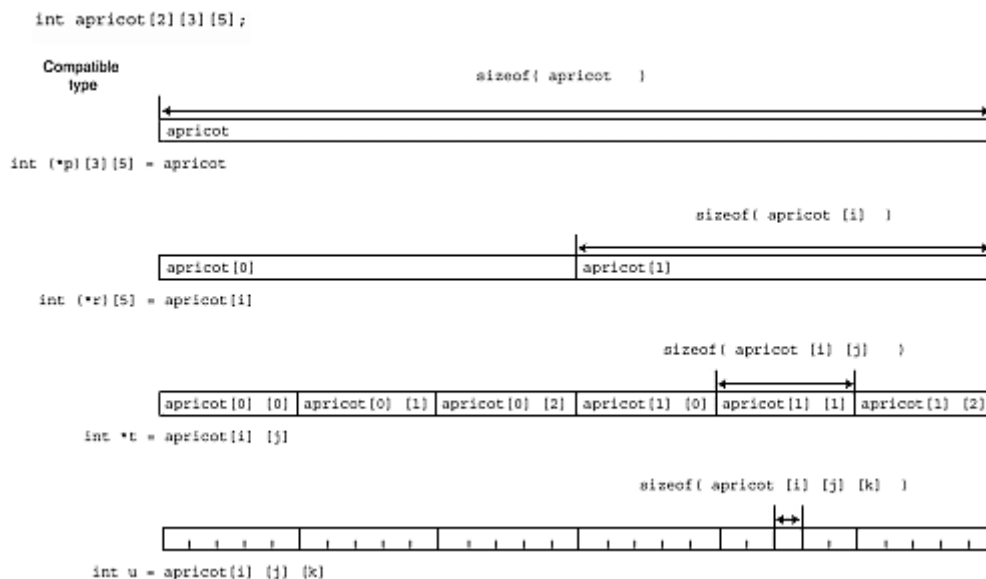 int apricot[2][3][5];
Compatible
type
sizeof( apricot )
apricot
int (*p)[3][5] = apricot
sizeof( apricot [i] )
apricot[0] apricot[1]
int (*r)[5] = apricot[i]
sizeof( apricot [i] [j] )
apricot[0] [0] apricot[0] [1] apricot[0] [2] apricot[1] [0] apricot[1] [1] apricot[1] [2]
int *t = apricot[i] [j]
sizeof( apricot [i] [j] [k] )
int u = apricot[i] [j] [k]